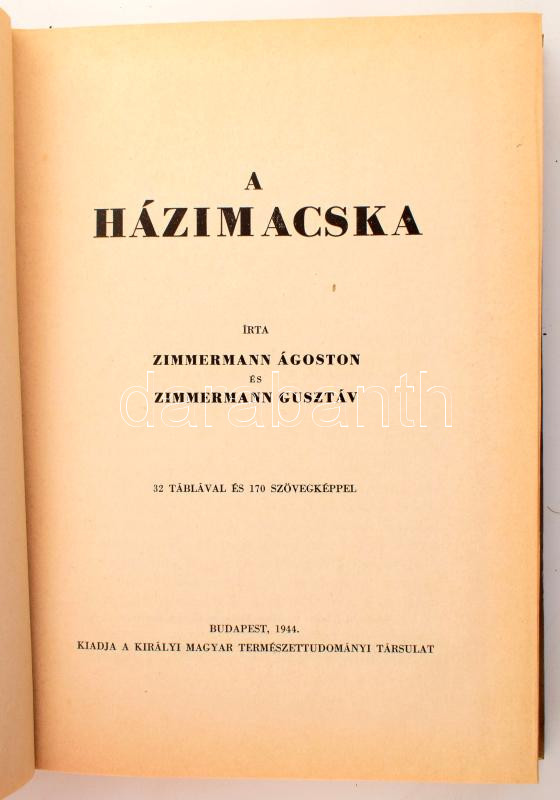 A
HÁZIMACSKA
ÍRTA
ZIMMERMANN ÁGOSTON
ÉS
ZIMMERMANN GUSZTÁV
darabanth
32 TÁBLÁVAL ÉS 170 SZÖVEGKÉPPEL
BUDAPEST, 1944.
KIADJA A KIRÁLYI MAGYAR TERMÉSZETTUDOMÁNYI TÁRSULAT